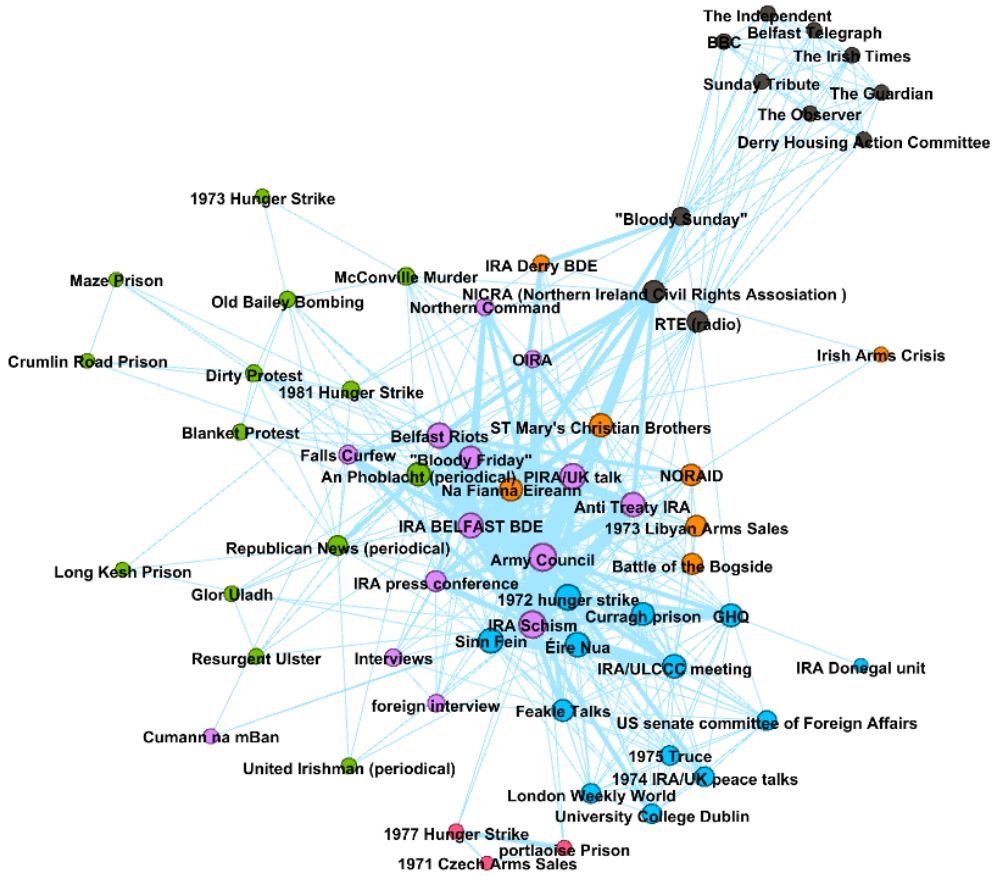 The Independent
Belfast Telegraph
BBC
The Irish Times
Sunday Tribute
The Guardian
The Observer
Derry Housing Action Committee
1973 Hunger Strike
"Bloody Sunday"
IRA Derry BDE
McConville Murder
Maze Prison
NICRA (Northern Ireland Civil Rights Assosiation )
Old Bailey Bombing
Northern Command
RTE (radio)
Irish Arms Crisis
OIRA
Crumlin Road Prison
Dirty Protest
1981 Hunger Strike
ST Mary's Christian Brothers
Blanket Protest
Belfast Riots
Falls Curfew
"Bloody Friday"
An Phoblacht (periodical)
PIRA/UK talk
NORAID
Na Fianna Eireann
Anti Treaty IRA
IRA BELFAST BDE
1973 Libyan Arms Sales
Republican News (periodical)
Army Council
Battle of the Bogside
Long Kesh Prison
IRA press conference
Glor Uladh
1972 hunger strike
Curragh prison
GHQ
IRA Schism
Sinn Fein
Éire Nua
Resurgent Ulster
Interviews
IRA/ULCCC meeting
IRA Donegal unit
foreign interview
Feakle Talks
US senate committee of Foreign Affairs
Cumann na mBan
1975 Truce
United Irishman (periodical)
1974 IRA/UK peace talks
London Weekly World
University College Dublin
1977 Hunger Strike
portlaoise Prison
1971 Czech Arms Sales